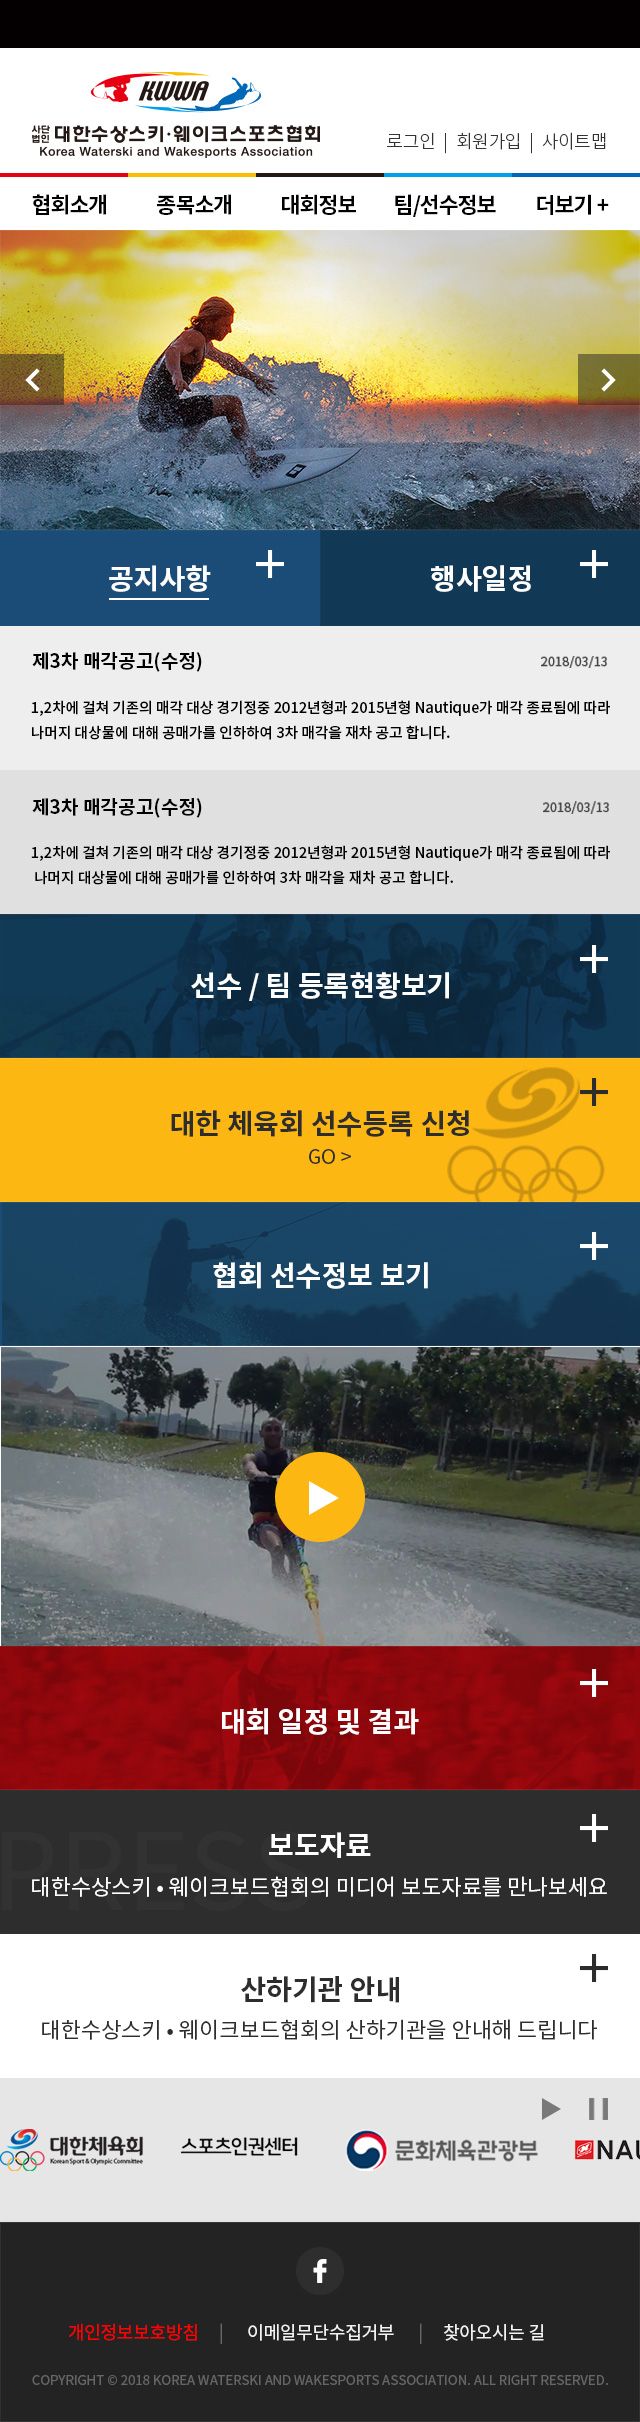 KWWA
사단법인 대한수상스키·웨이크스포츠협회
Korea Waterski and Wakesports Association
로그인 | 회원가입 | 사이트맵
협회소개 종목소개 대회정보 팀/선수정보 더보기 +
공지사항 행사일정
제3차 매각공고(수정) 2018/03/13
1,2차에 걸쳐 기존의 매각 대상 경기정중 2012년형과 2015년형 Nautique가 매각 종료됨에 따라
나머지 대상물에 대해 공매가를 인하하여 3차 매각을 재차 공고 합니다.
제3차 매각공고(수정) 2018/03/13
1,2차에 걸쳐 기존의 매각 대상 경기정중 2012년형과 2015년형 Nautique가 매각 종료됨에 따라
나머지 대상물에 대해 공매가를 인하하여 3차 매각을 재차 공고 합니다.
선수 / 팀 등록현황보기
대한 체육회 선수등록 신청
GO >
협회 선수정보 보기
대회 일정 및 결과
PRESS
보도자료
대한수상스키 • 웨이크보드협회의 미디어 보도자료를 만나보세요
산하기관 안내
대한수상스키 • 웨이크보드협회의 산하기관을 안내해 드립니다
대한체육회 스포츠인권센터 문화체육관광부 NAU
Korean Sport & Olympic Committee
f
개인정보보호방침 | 이메일무단수집거부 | 찾아오시는 길
COPYRIGHT © 2018 KOREA WATERSKI AND WAKESPORTS ASSOCIATION. ALL RIGHT RESERVED.